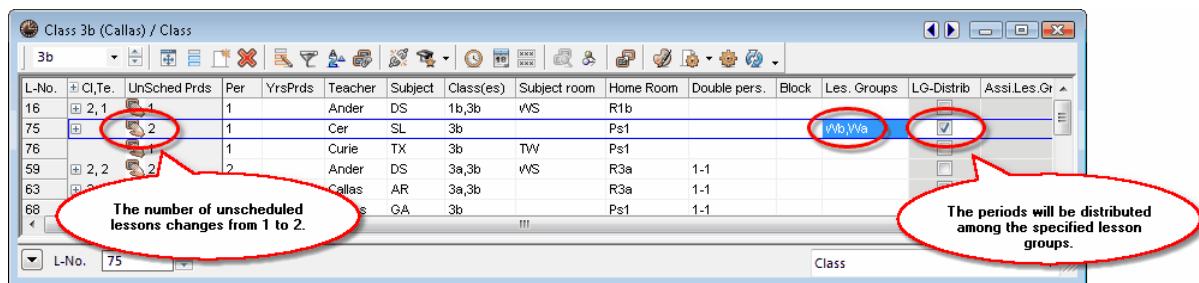 Class 3b (Callas) / Class
3b
L-No. Cl,Te. UnSched Prds Per YrsPrds Teacher Subject Class(es) Subject room Home Room Double pers. Block Les. Groups LG-Distrib Assi.Les.Gr
16 2, 1 1 1 Ander DS 1b,3b WS R1b
75 2 1 Cer SL 3b Ps1 Wb,Wa
76 1 Curie TX 3b TW Ps1
59 2, 2 2 2 Ander DS 3a,3b WS R3a 1-1
63 Callas AR 3a,3b R3a 1-1
68 GA 3b Ps1 1-1
The number of unscheduled
lessons changes from 1 to 2.
The periods will be distributed
among the specified lesson
groups.
L-No. 75
Class